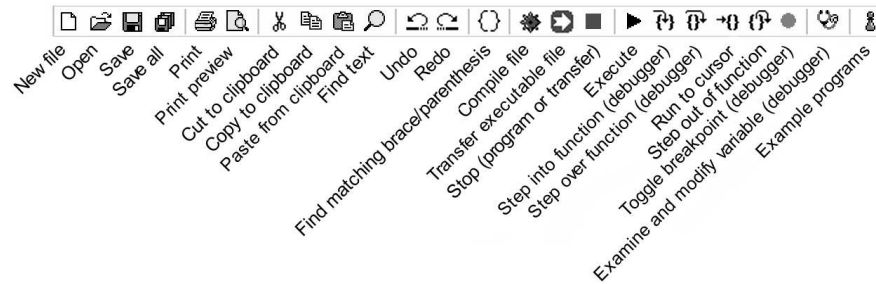 New file
Open
Save
Save all
Print
Print preview
Cut to clipboard
Copy to clipboard
Paste from clipboard
Find text
Undo
Redo
Find matching brace/parenthesis
Compile file
Transfer executable file
Stop (program or transfer)
Execute
Step into function (debugger)
Step over function (debugger)
Run to cursor
Step out of function
Toggle breakpoint (debugger)
Examine and modify variable (debugger)
Example programs